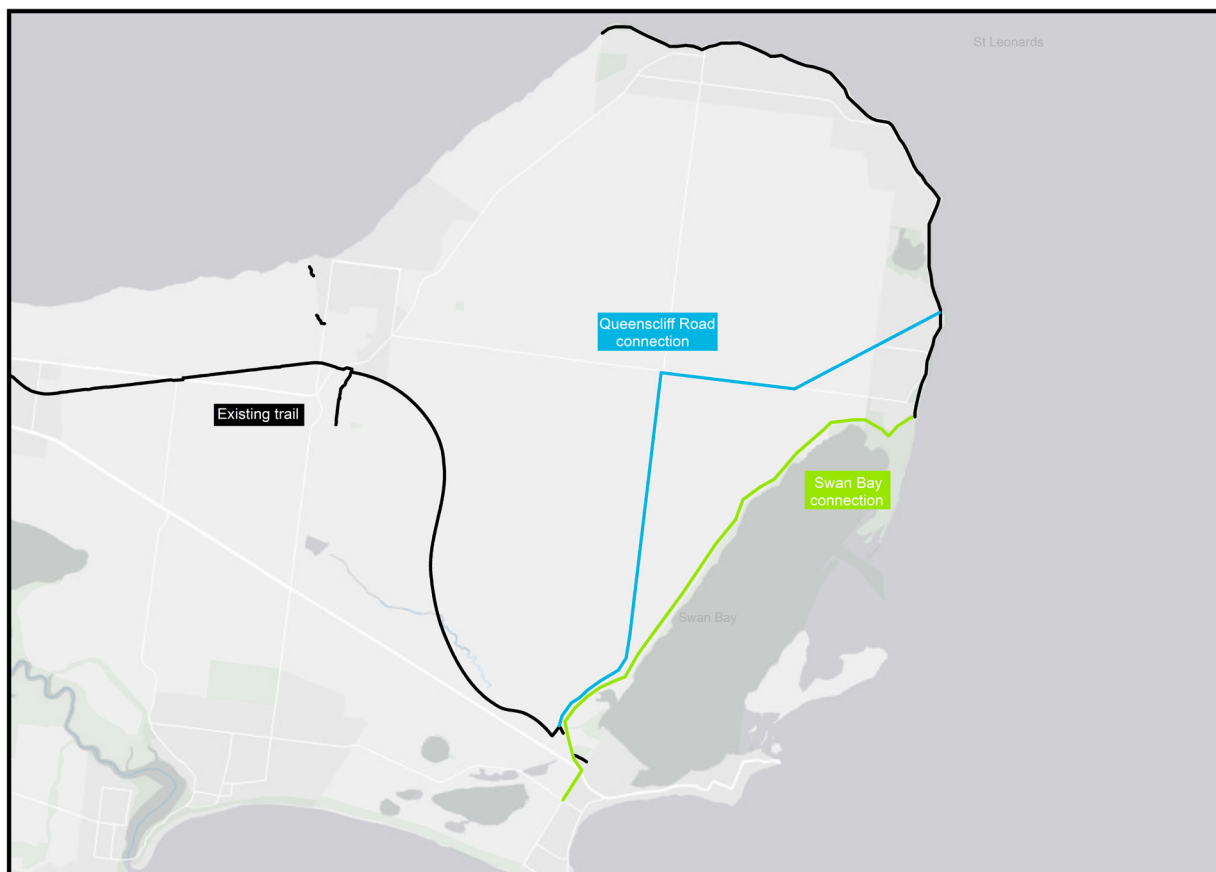 St Leonards
Queenscliff Road
connection
Existing trail
Swan Bay
connection
Swan Bay